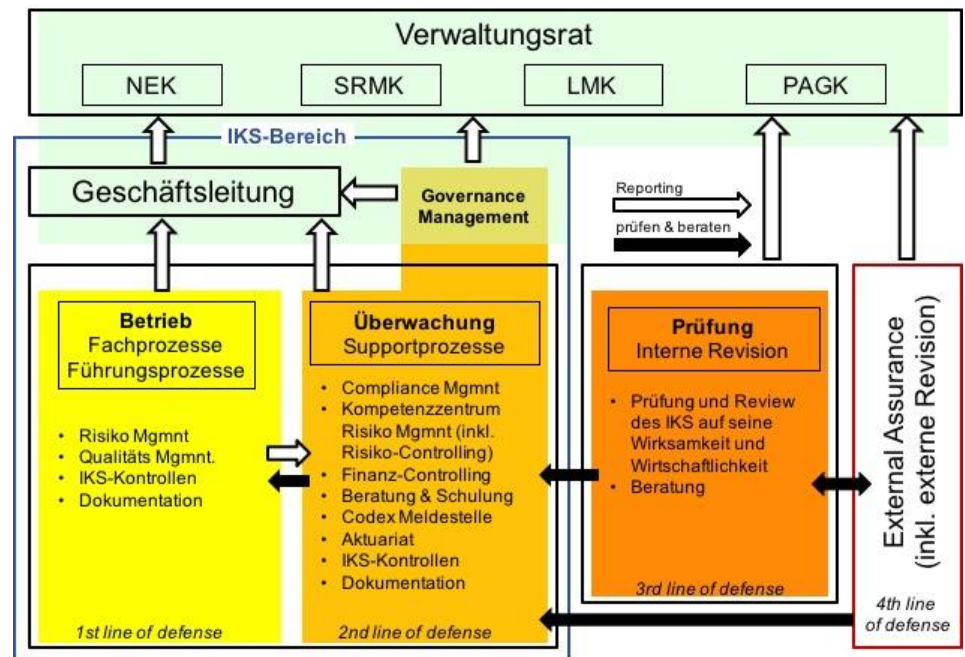 Verwaltungsrat
NEK
SRMK
LMK
PAGK
IKS-Bereich
Geschäftsleitung
Governance
Management
Reporting
prüfen & beraten
Betrieb
Fachprozesse
Führungsprozesse
• Risiko Mgmnt
• Qualitäts Mgmnt.
• IKS-Kontrollen
• Dokumentation
1st line of defense
Überwachung
Supportprozesse
• Compliance Mgmnt
• Kompetenzzentrum
Risiko Mgmnt (inkl.
Risiko-Controlling)
• Finanz-Controlling
• Beratung & Schulung
• Codex Meldestelle
• Aktuariat
• IKS-Kontrollen
• Dokumentation
2nd line of defense
Prüfung
Interne Revision
• Prüfung und Review
des IKS auf seine
Wirksamkeit und
Wirtschaftlichkeit
• Beratung
3rd line of defense
External Assurance
(inkl. externe Revision)
4th line
of defense